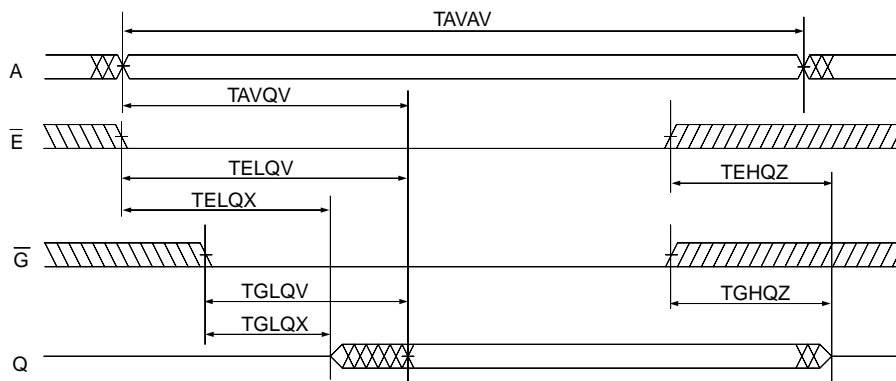 TAVAV
A
TAVQV
E̅
TELQV
TEHQZ
TELQX
G̅
TGLQV
TGHQZ
TGLQX
Q